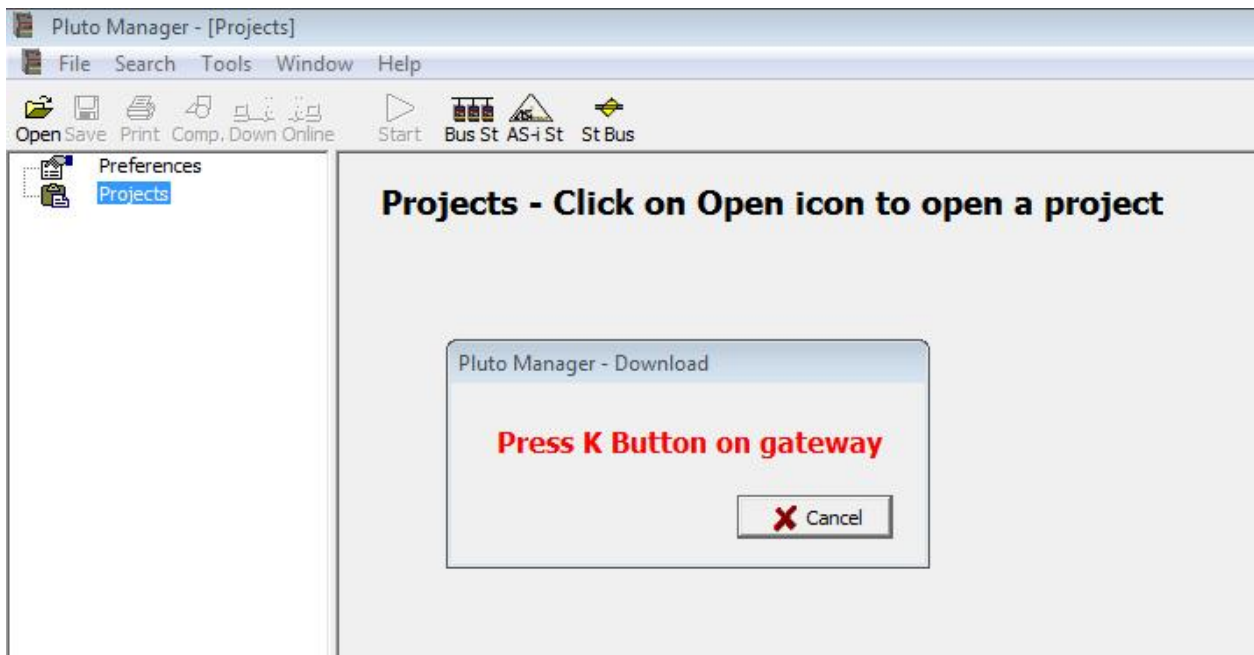 Pluto Manager - [Projects]
File Search Tools Window Help
Open Save Print Comp. Down Online Start Bus St AS-i St St Bus
Preferences
Projects
Projects - Click on Open icon to open a project
Pluto Manager - Download
Press K Button on gateway
Cancel